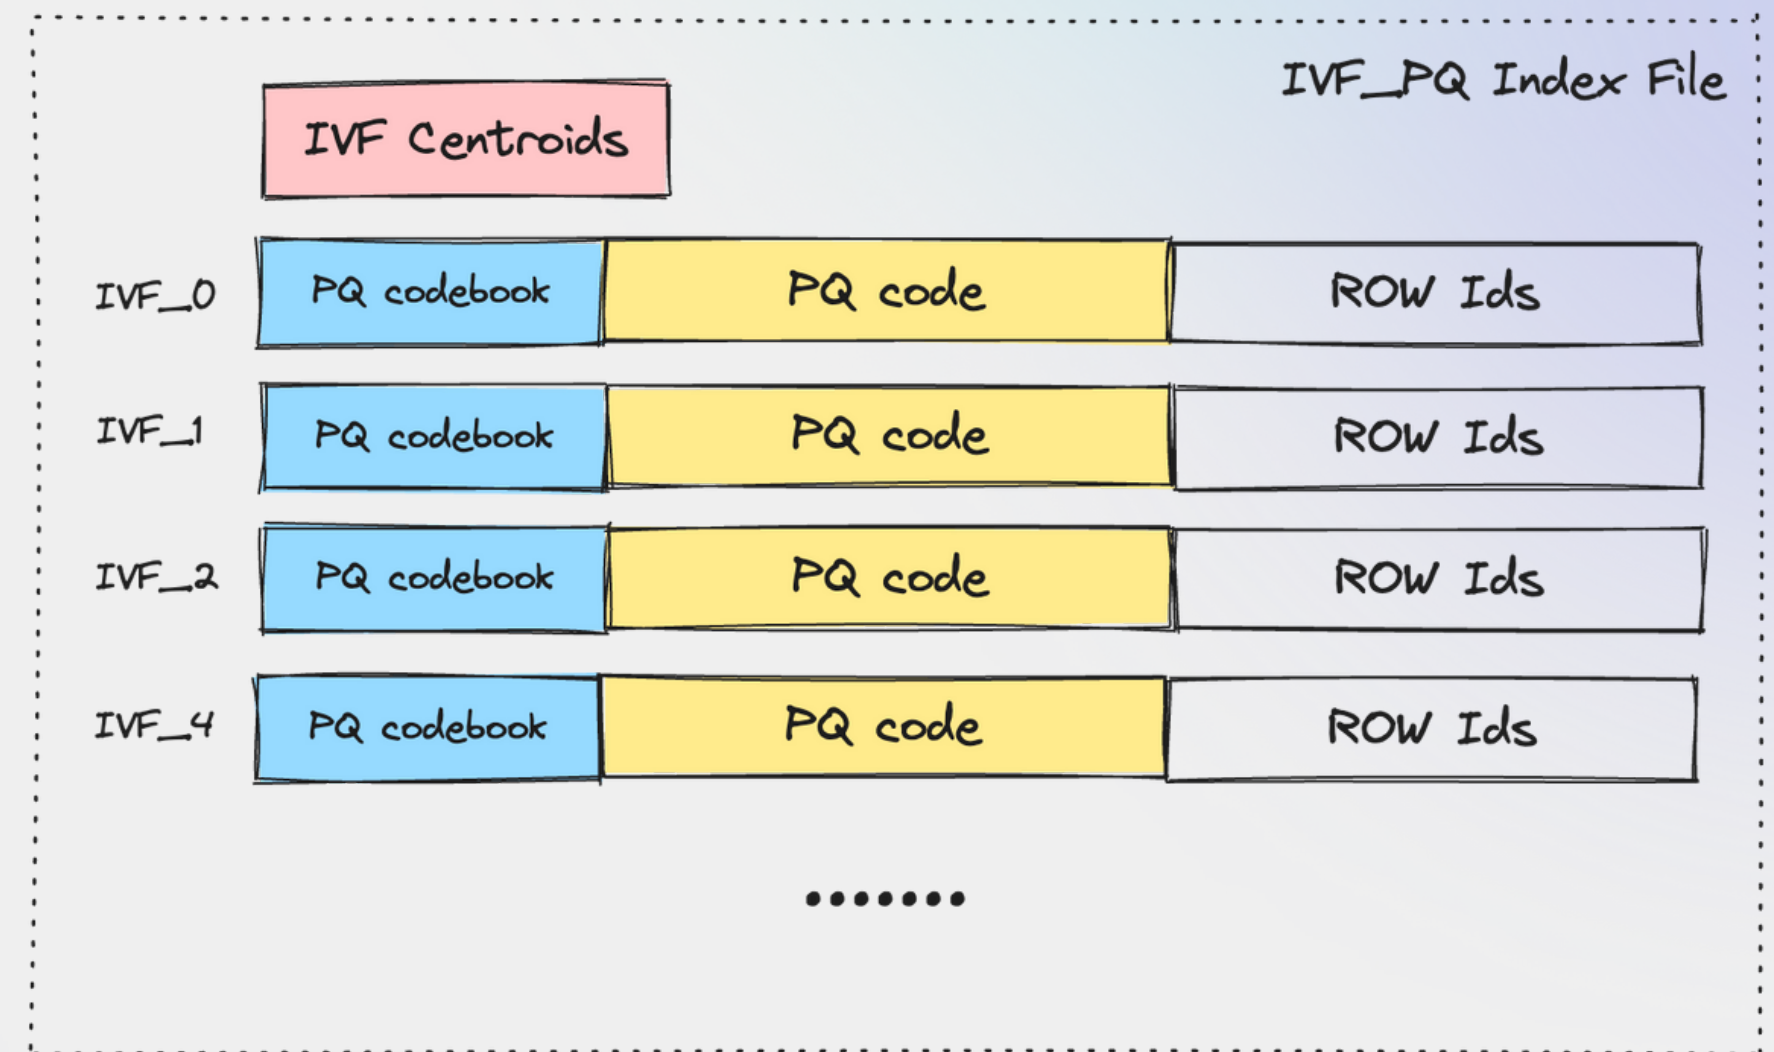 IVF_PQ Index File
IVF Centroids
IVF_0 PQ codebook PQ code ROW Ids
IVF_1 PQ codebook PQ code ROW Ids
IVF_2 PQ codebook PQ code ROW Ids
IVF_4 PQ codebook PQ code ROW Ids
.......